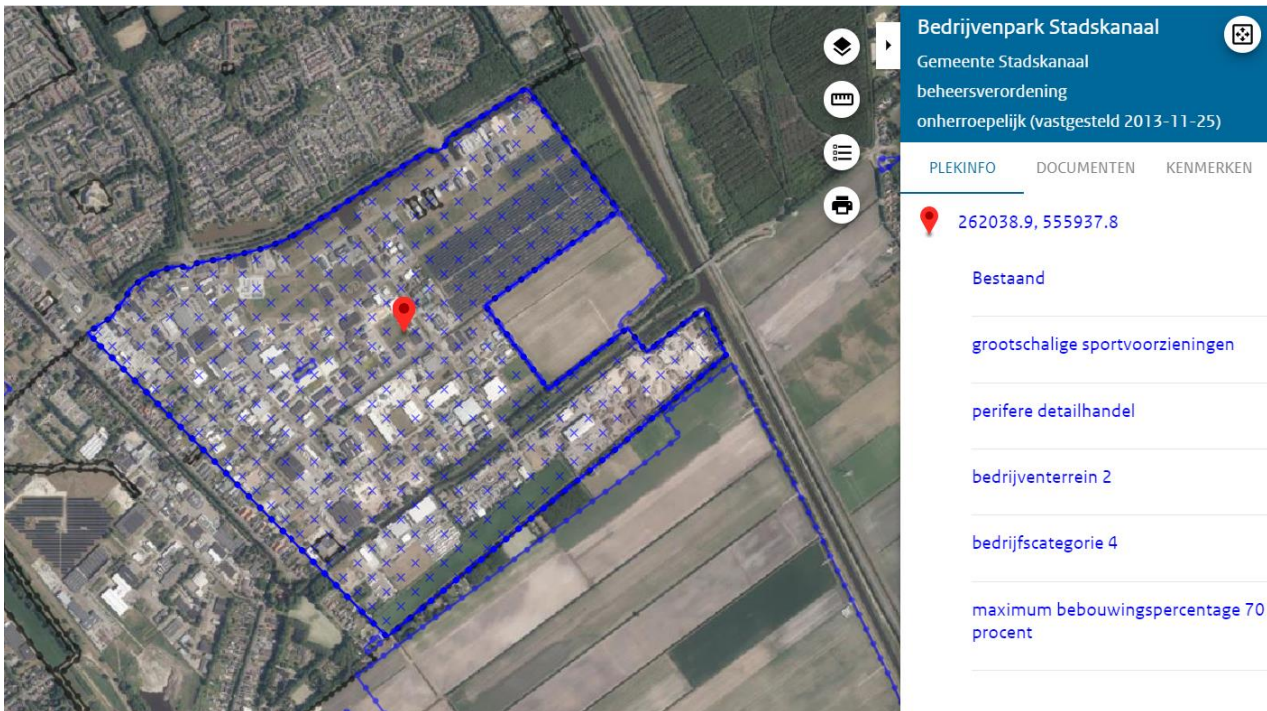 Bedrijvenpark Stadskanaal
Gemeente Stadskanaal
beheersverordening
onherroepelijk (vastgesteld 2013-11-25)
PLEKINFO DOCUMENTEN KENMERKEN
262038.9, 555937.8
Bestaand
grootschalige sportvoorzieningen
perifere detailhandel
bedrijventerrein 2
bedrijfscategorie 4
maximum bebouwingspercentage 70
procent